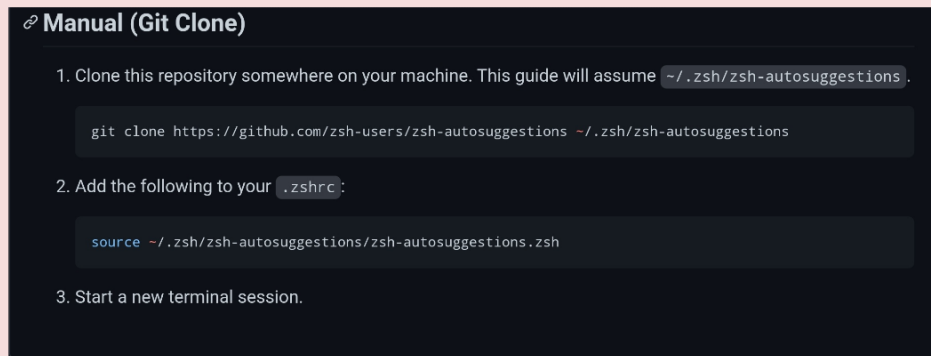 Manual (Git Clone)
1. Clone this repository somewhere on your machine. This guide will assume ~/.zsh/zsh-autosuggestions.
git clone https://github.com/zsh-users/zsh-autosuggestions ~/.zsh/zsh-autosuggestions
2. Add the following to your .zshrc:
source ~/.zsh/zsh-autosuggestions/zsh-autosuggestions.zsh
3. Start a new terminal session.